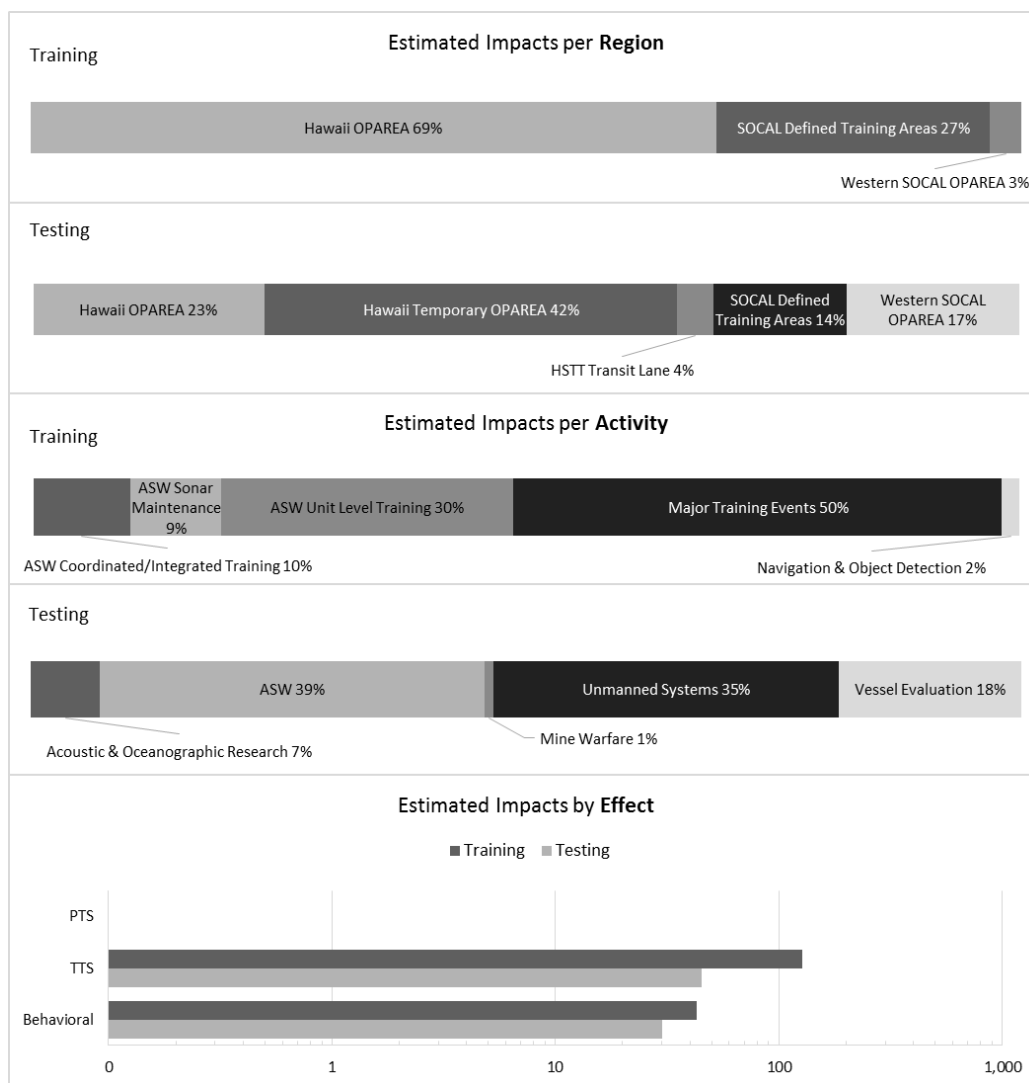 Estimated Impacts per Region
Training
Hawaii OPAREA 69%
SOCAL Defined Training Areas 27%
Western SOCAL OPAREA 3%
Testing
Hawaii OPAREA 23%
Hawaii Temporary OPAREA 42%
SOCAL Defined
Training Areas 14%
Western SOCAL
OPAREA 17%
HSTT Transit Lane 4%
Estimated Impacts per Activity
Training
ASW Sonar
Maintenance
9%
ASW Unit Level Training 30%
Major Training Events 50%
ASW Coordinated/Integrated Training 10%
Navigation & Object Detection 2%
Testing
ASW 39%
Unmanned Systems 35%
Vessel Evaluation 18%
Acoustic & Oceanographic Research 7%
Mine Warfare 1%
Estimated Impacts by Effect
Training Testing
PTS
TTS
Behavioral
0 1 10 100 1,000